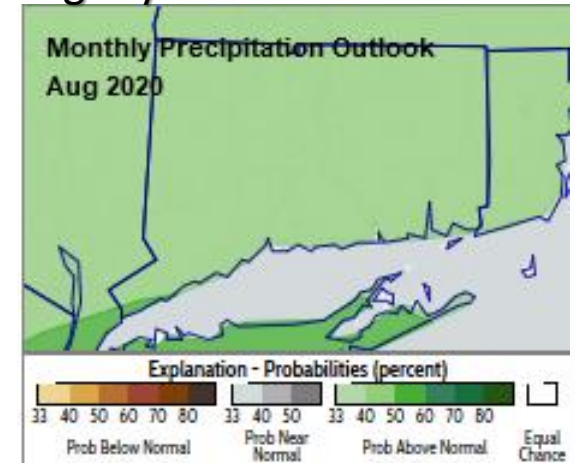 Monthly Precipitation Outlook
Aug 2020
Explanation - Probabilities (percent)
33 40 50 60 70 80 33 40 50 33 40 50 60 70 80
Prob Below Normal Prob Near Normal Prob Above Normal Equal Chance